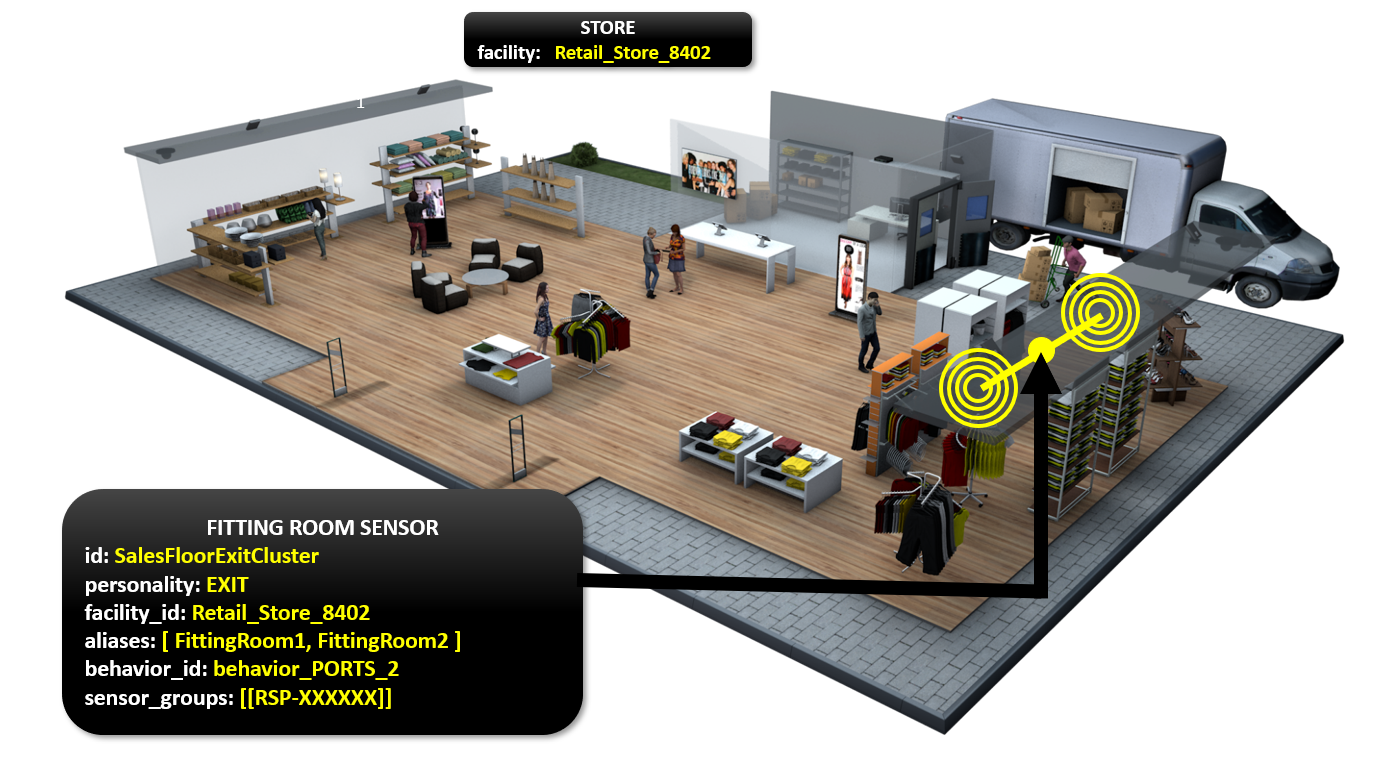 STORE
facility: Retail_Store_8402
1
FITTING ROOM SENSOR
id: SalesFloorExitCluster
personality: EXIT
facility_id: Retail_Store_8402
aliases: [ FittingRoom1, FittingRoom2 ]
behavior_id: behavior_PORTS_2
sensor_groups: [[RSP-XXXXXX]]